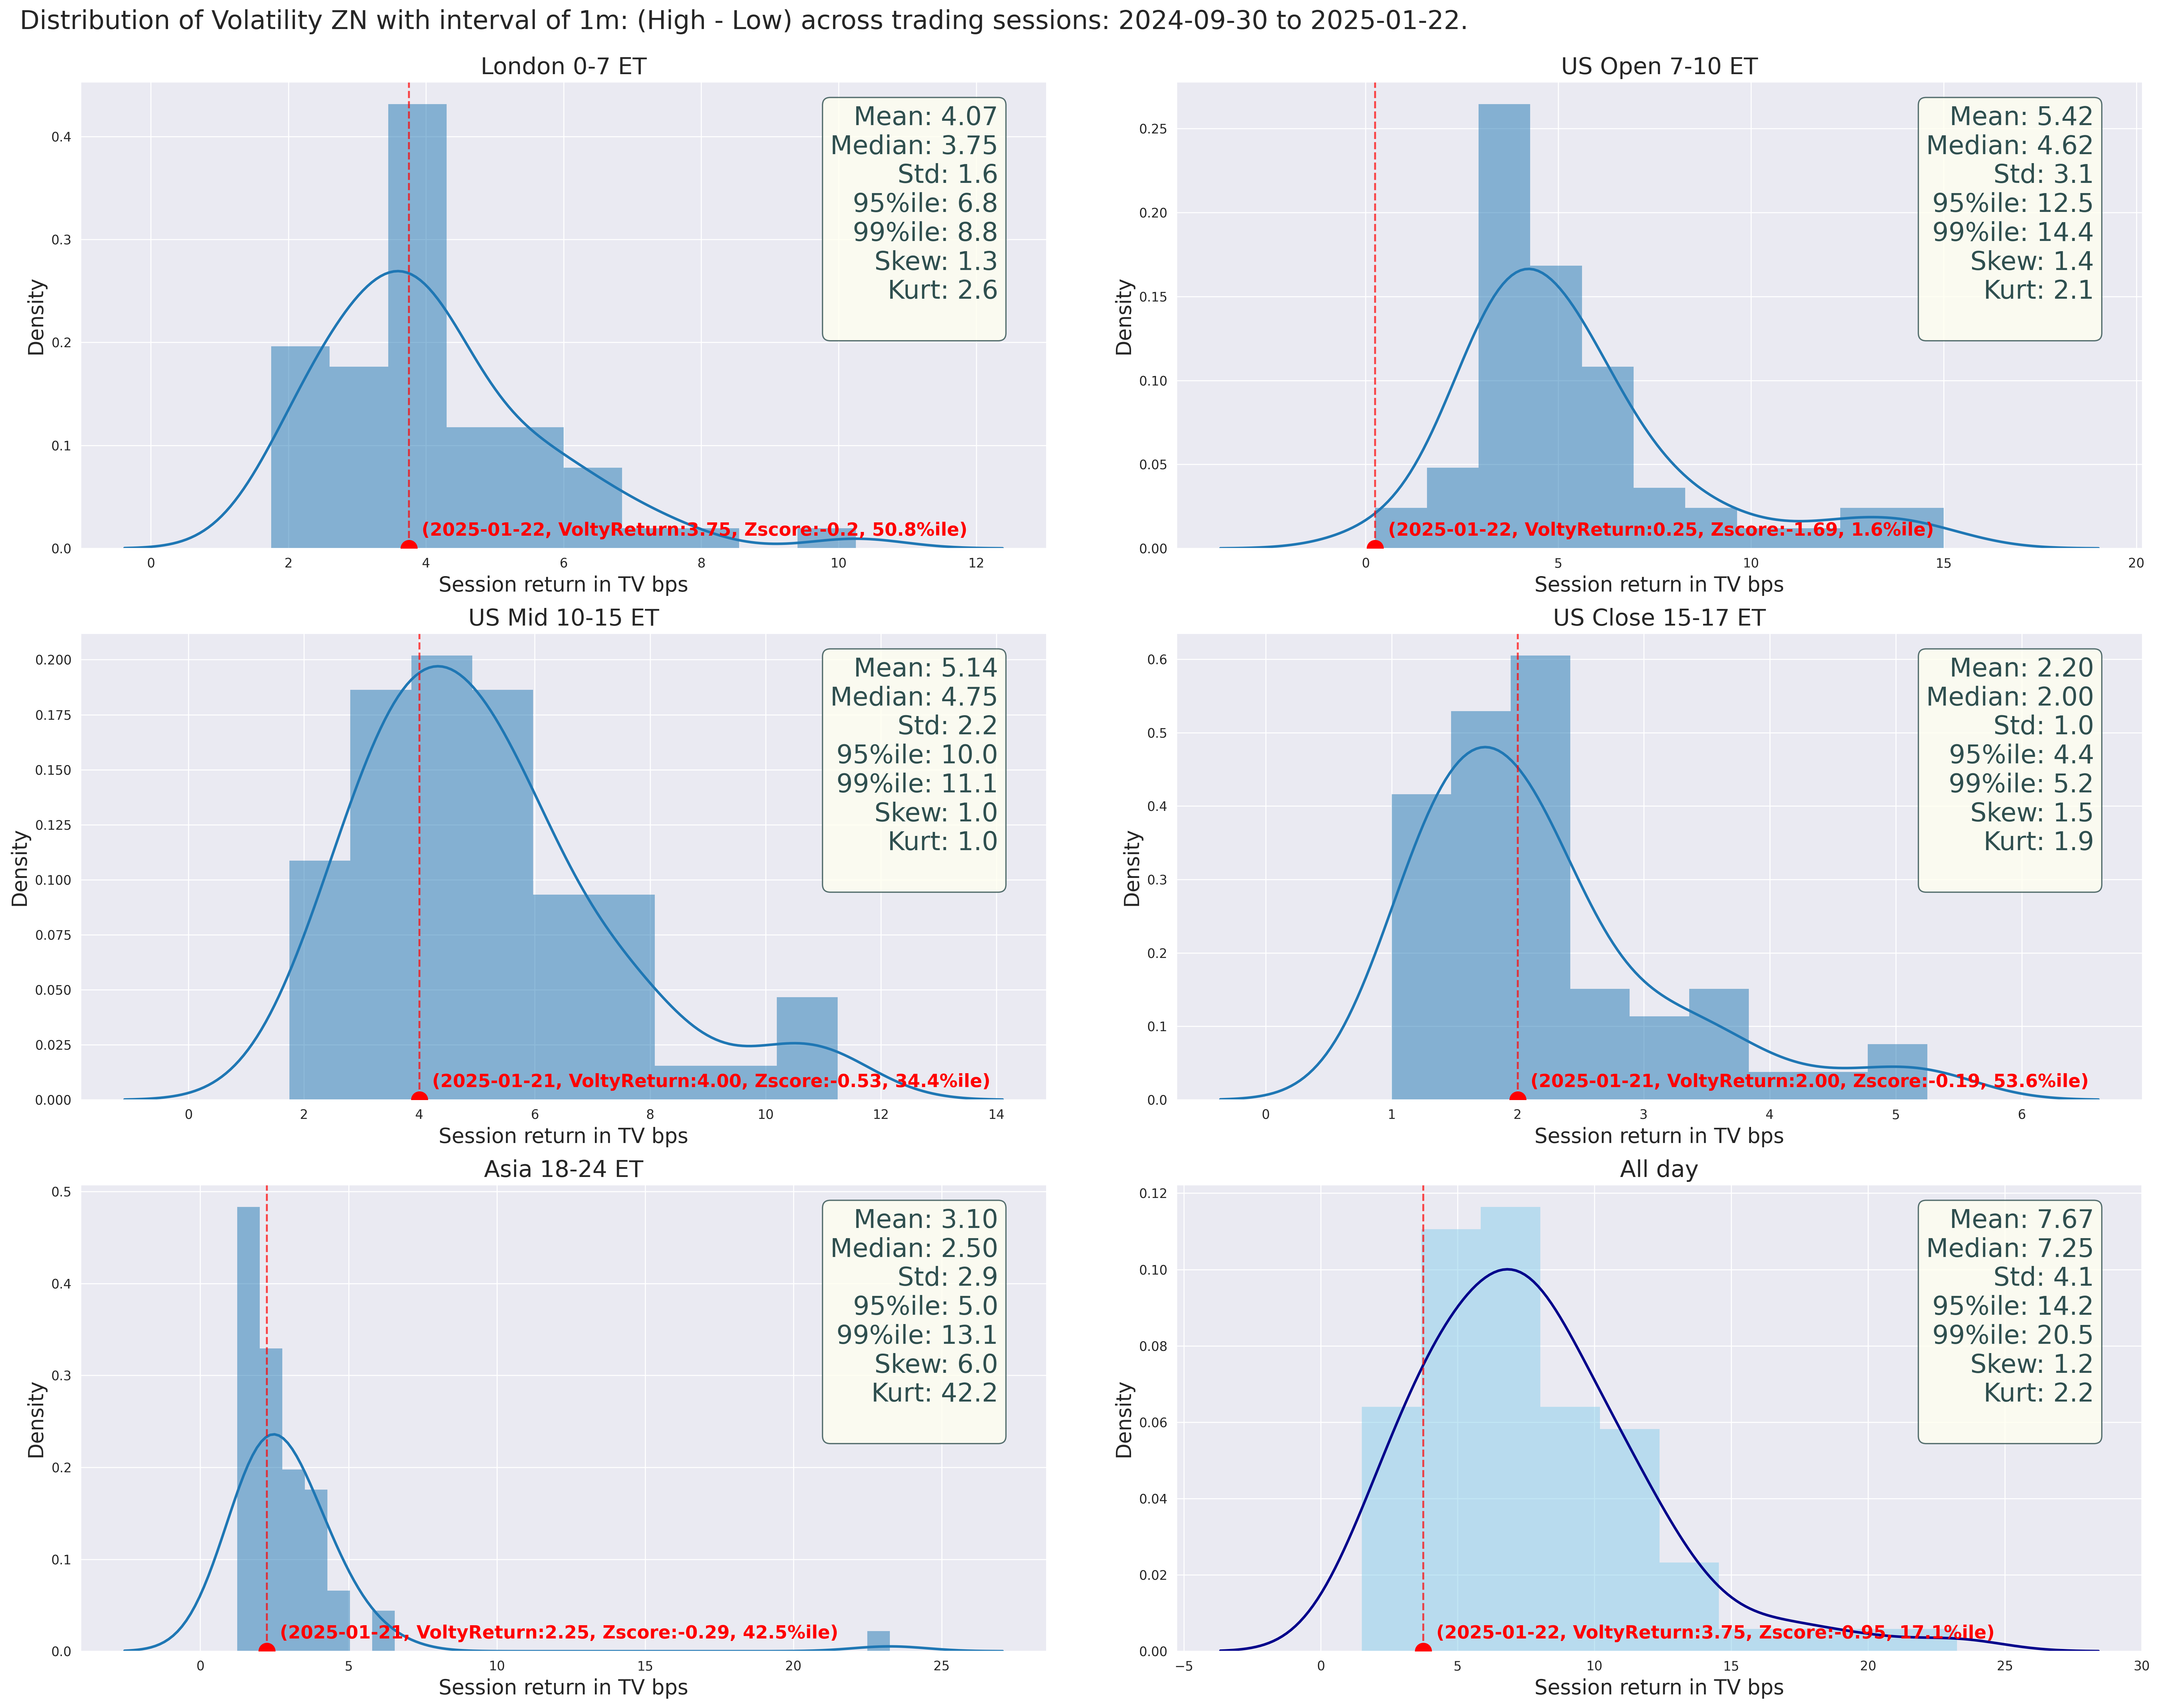 Distribution of Volatility ZN with interval of 1m: (High - Low) across trading sessions: 2024-09-30 to 2025-01-22.
London 0-7 ET
Mean: 4.07
Median: 3.75
Std: 1.6
95%ile: 6.8
99%ile: 8.8
Skew: 1.3
Kurt: 2.6
(2025-01-22, VoltyReturn:3.75, Zscore:-0.2, 50.8%ile)
Density
0.4
0.3
0.2
0.1
0.0
0 2 4 6 8 10 12
Session return in TV bps
US Open 7-10 ET
Mean: 5.42
Median: 4.62
Std: 3.1
95%ile: 12.5
99%ile: 14.4
Skew: 1.4
Kurt: 2.1
(2025-01-22, VoltyReturn:0.25, Zscore:-1.69, 1.6%ile)
Density
0.25
0.20
0.15
0.10
0.05
0.00
0 5 10 15 20
Session return in TV bps
US Mid 10-15 ET
Mean: 5.14
Median: 4.75
Std: 2.2
95%ile: 10.0
99%ile: 11.1
Skew: 1.0
Kurt: 1.0
(2025-01-21, VoltyReturn:4.00, Zscore:-0.53, 34.4%ile)
Density
0.200
0.175
0.150
0.125
0.100
0.075
0.050
0.025
0.000
0 2 4 6 8 10 12 14
Session return in TV bps
US Close 15-17 ET
Mean: 2.20
Median: 2.00
Std: 1.0
95%ile: 4.4
99%ile: 5.2
Skew: 1.5
Kurt: 1.9
(2025-01-21, VoltyReturn:2.00, Zscore:-0.19, 53.6%ile)
Density
0.6
0.5
0.4
0.3
0.2
0.1
0.0
0 1 2 3 4 5 6
Session return in TV bps
Asia 18-24 ET
Mean: 3.10
Median: 2.50
Std: 2.9
95%ile: 5.0
99%ile: 13.1
Skew: 6.0
Kurt: 42.2
(2025-01-21, VoltyReturn:2.25, Zscore:-0.29, 42.5%ile)
Density
0.5
0.4
0.3
0.2
0.1
0.0
0 5 10 15 20 25
Session return in TV bps
All day
Mean: 7.67
Median: 7.25
Std: 4.1
95%ile: 14.2
99%ile: 20.5
Skew: 1.2
Kurt: 2.2
(2025-01-22, VoltyReturn:3.75, Zscore:-0.95, 17.1%ile)
Density
0.12
0.10
0.08
0.06
0.04
0.02
0.00
−5 0 5 10 15 20 25 30
Session return in TV bps